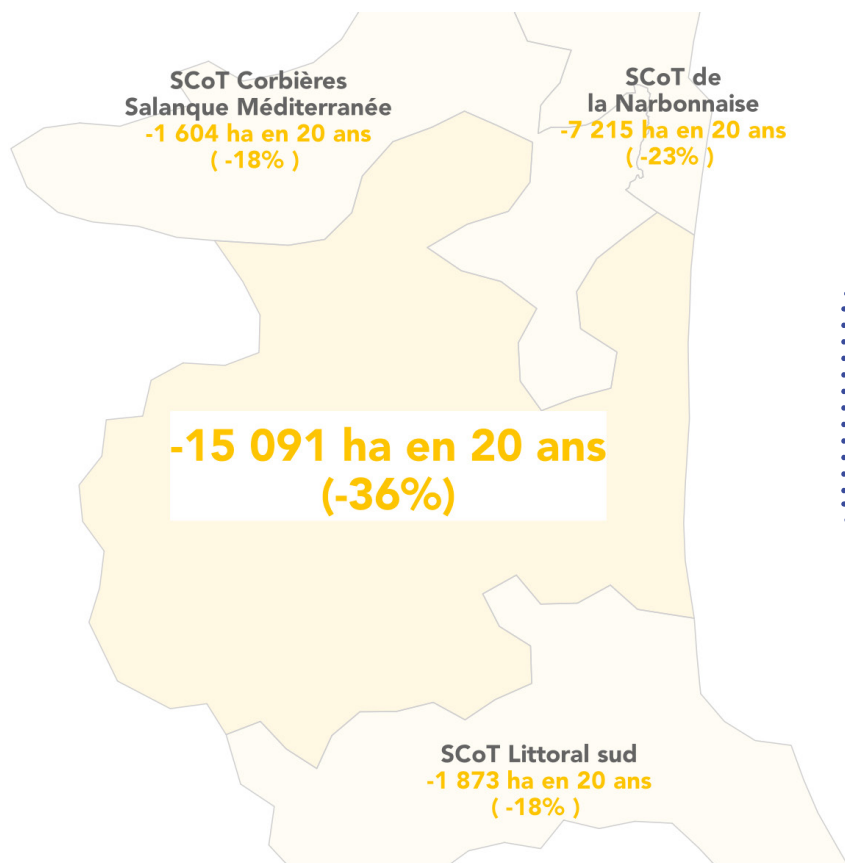 SCoT Corbières
Salanque Méditerranée
-1 604 ha en 20 ans
( -18% )
SCoT de
la Narbonnaise
-7 215 ha en 20 ans
( -23% )
-15 091 ha en 20 ans
(-36%)
SCoT Littoral sud
-1 873 ha en 20 ans
( -18% )